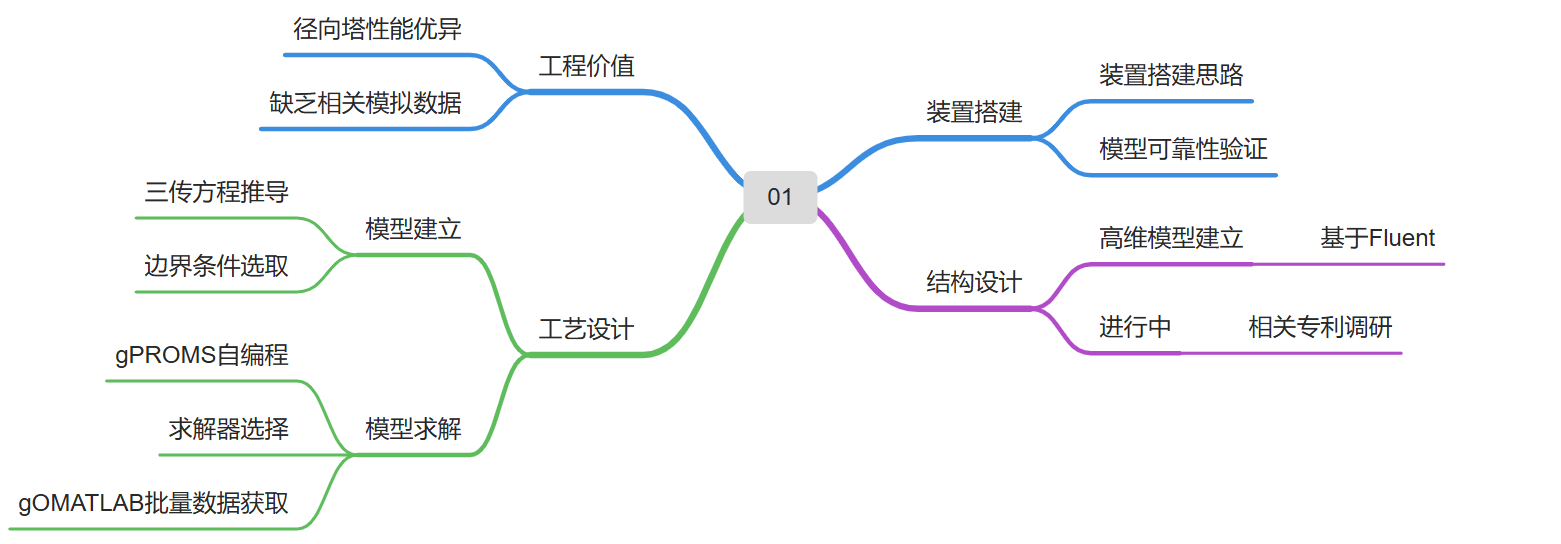 径向塔性能优异
工程价值
缺乏相关模拟数据
装置搭建思路
装置搭建
模型可靠性验证
01
三传方程推导
模型建立
边界条件选取
工艺设计
gPROMS自编程
求解器选择
模型求解
gOMATLAB批量数据获取
高维模型建立
基于Fluent
结构设计
进行中
相关专利调研